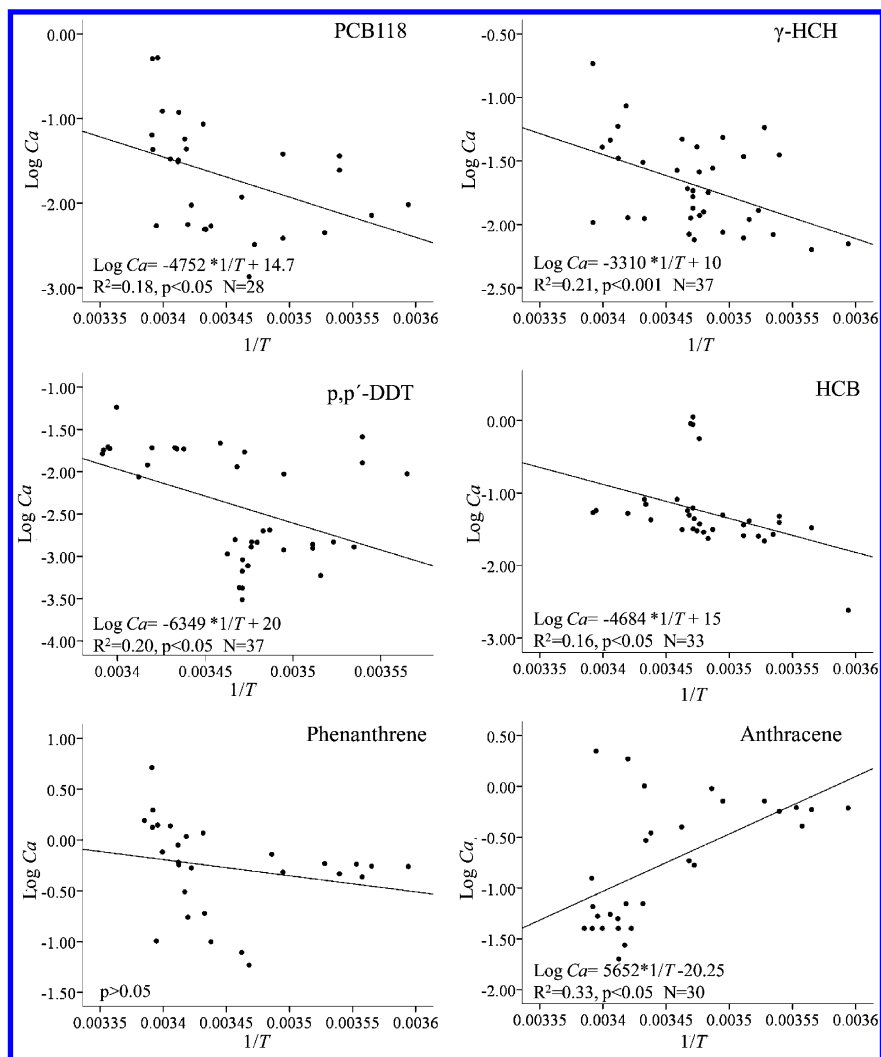 PCB118
0.00
-1.00
-2.00
-3.00
Log Ca
Log Ca= -4752 *1/T + 14.7
R²=0.18, p<0.05 N=28
0.00335 0.0034 0.00345 0.0035 0.00355 0.0036
1/T
γ-HCH
-0.50
-1.00
-1.50
-2.00
-2.50
Log Ca
Log Ca= -3310 *1/T + 10
R²=0.21, p<0.001 N=37
0.00335 0.0034 0.00345 0.0035 0.00355 0.0036
1/T
p,p´-DDT
-1.00
-1.50
-2.00
-2.50
-3.00
-3.50
-4.00
Log Ca
Log Ca= -6349 *1/T + 20
R²=0.20, p<0.05 N=37
0.0034 0.00345 0.0035 0.00355
1/T
HCB
0.00
-1.00
-2.00
-3.00
Log Ca
Log Ca= -4684 *1/T + 15
R²=0.16, p<0.05 N=33
0.00335 0.0034 0.00345 0.0035 0.00355 0.0036
1/T
Phenanthrene
1.00
0.50
0.00
-0.50
-1.00
-1.50
Log Ca
p>0.05
0.00335 0.0034 0.00345 0.0035 0.00355 0.0036
1/T
Anthracene
0.50
0.00
-0.50
-1.00
-1.50
-2.00
Log Ca
Log Ca= 5652*1/T -20.25
R²=0.33, p<0.05 N=30
0.00335 0.0034 0.00345 0.0035 0.00355 0.0036
1/T